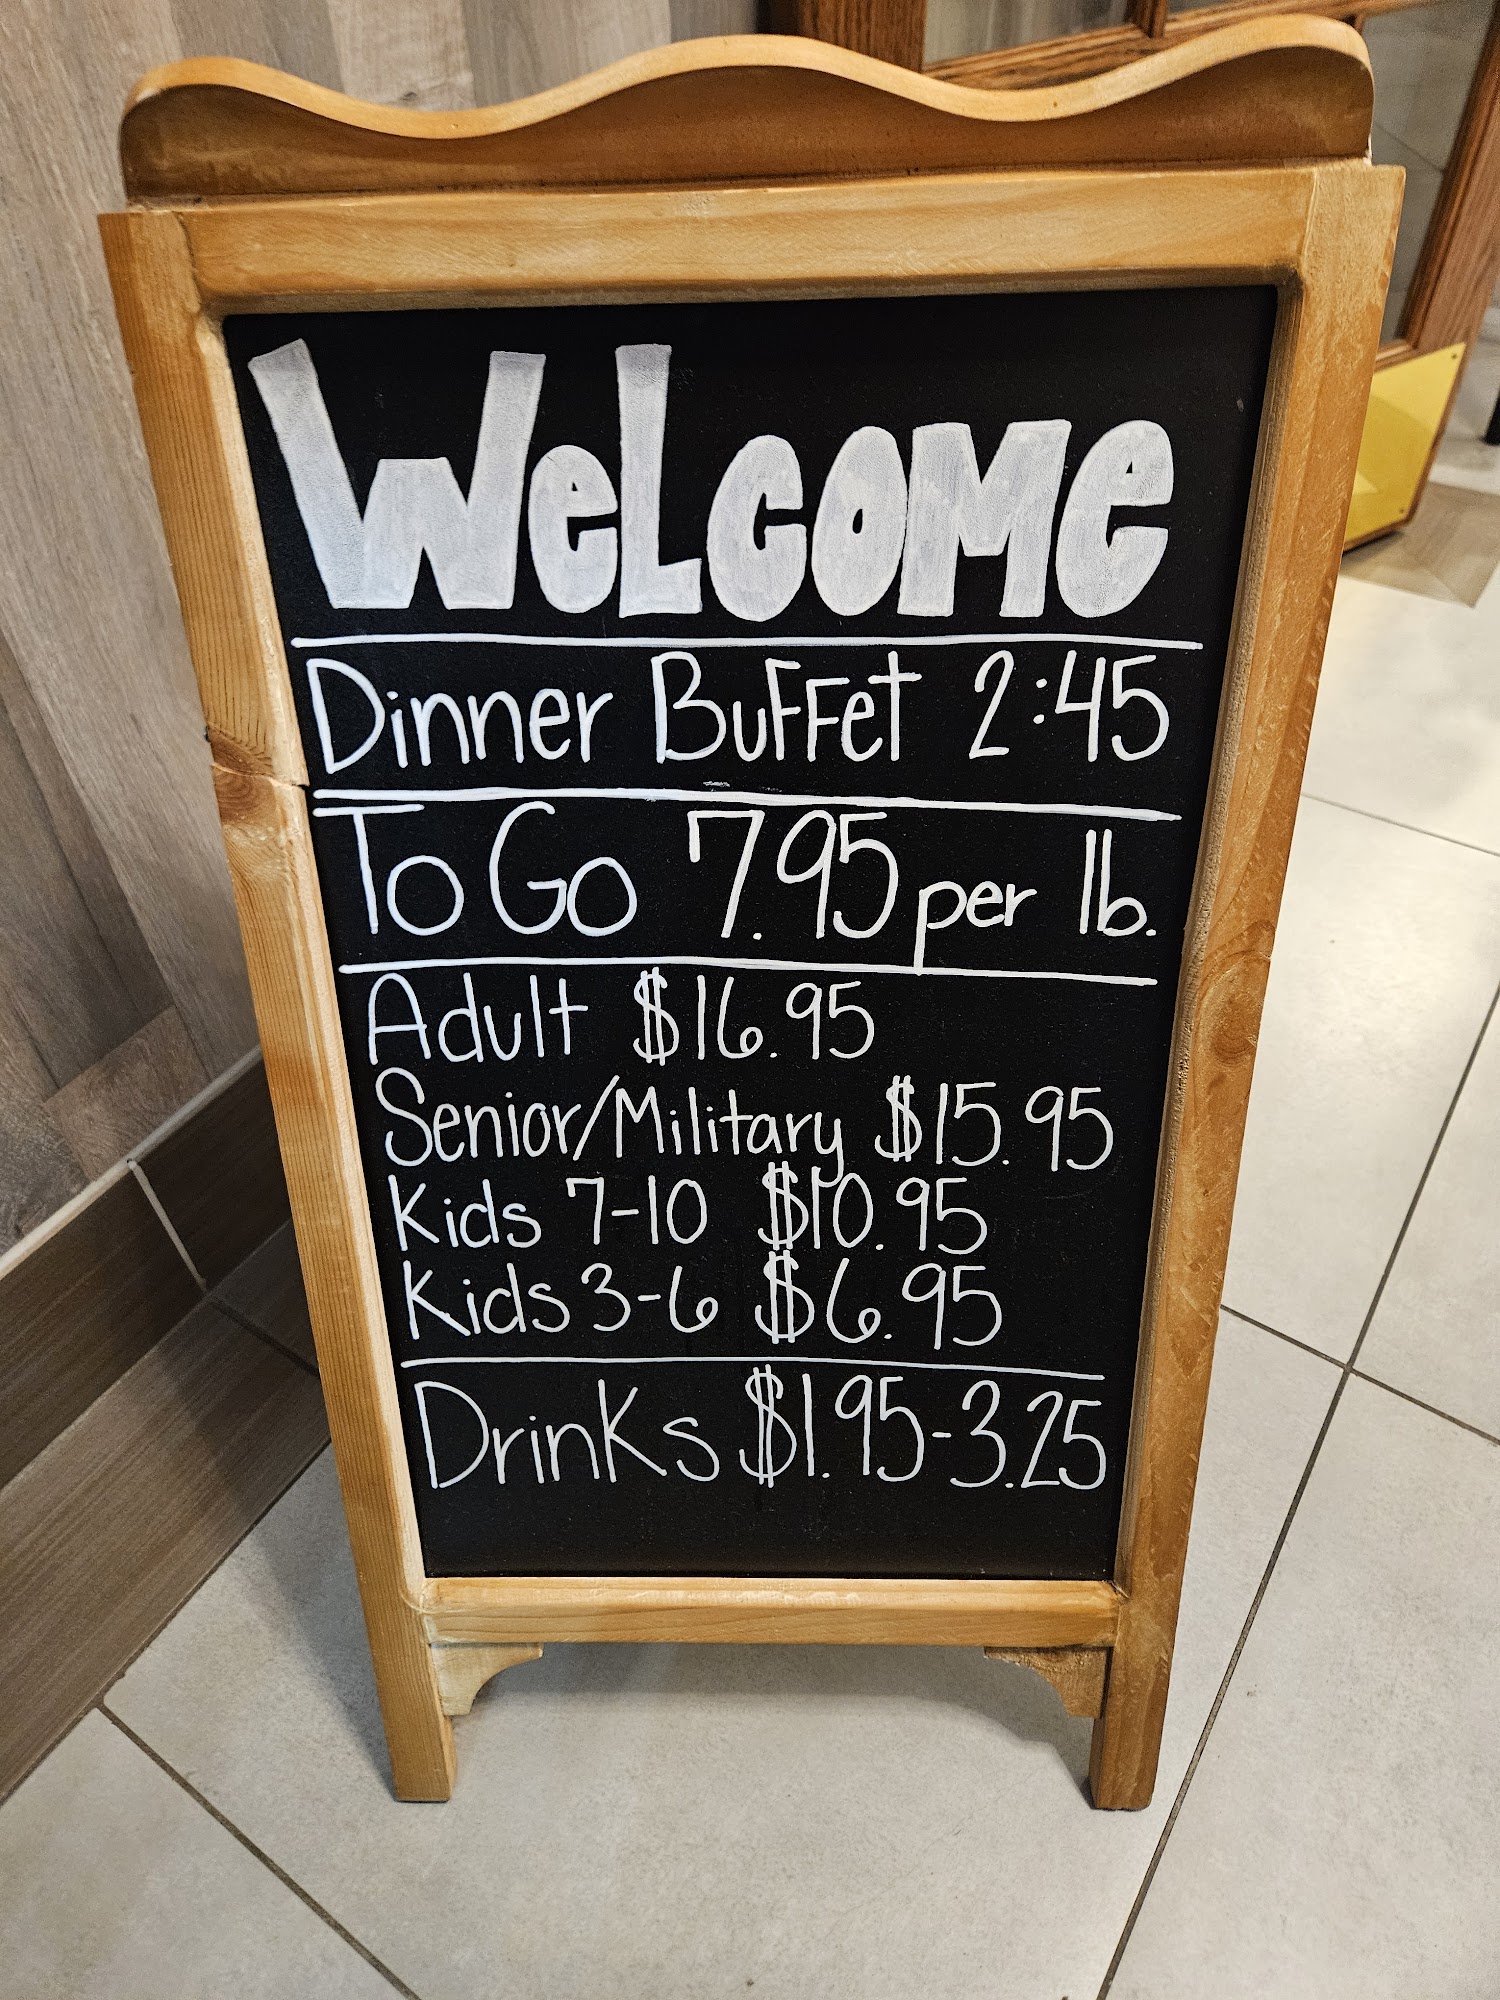 Welcome
Dinner Buffet 2:45
To Go 7.95 per lb.
Adult $16.95
Senior/Military $15.95
Kids 7-10 $10.95
Kids 3-6 $6.95
Drinks $1.95-3.25